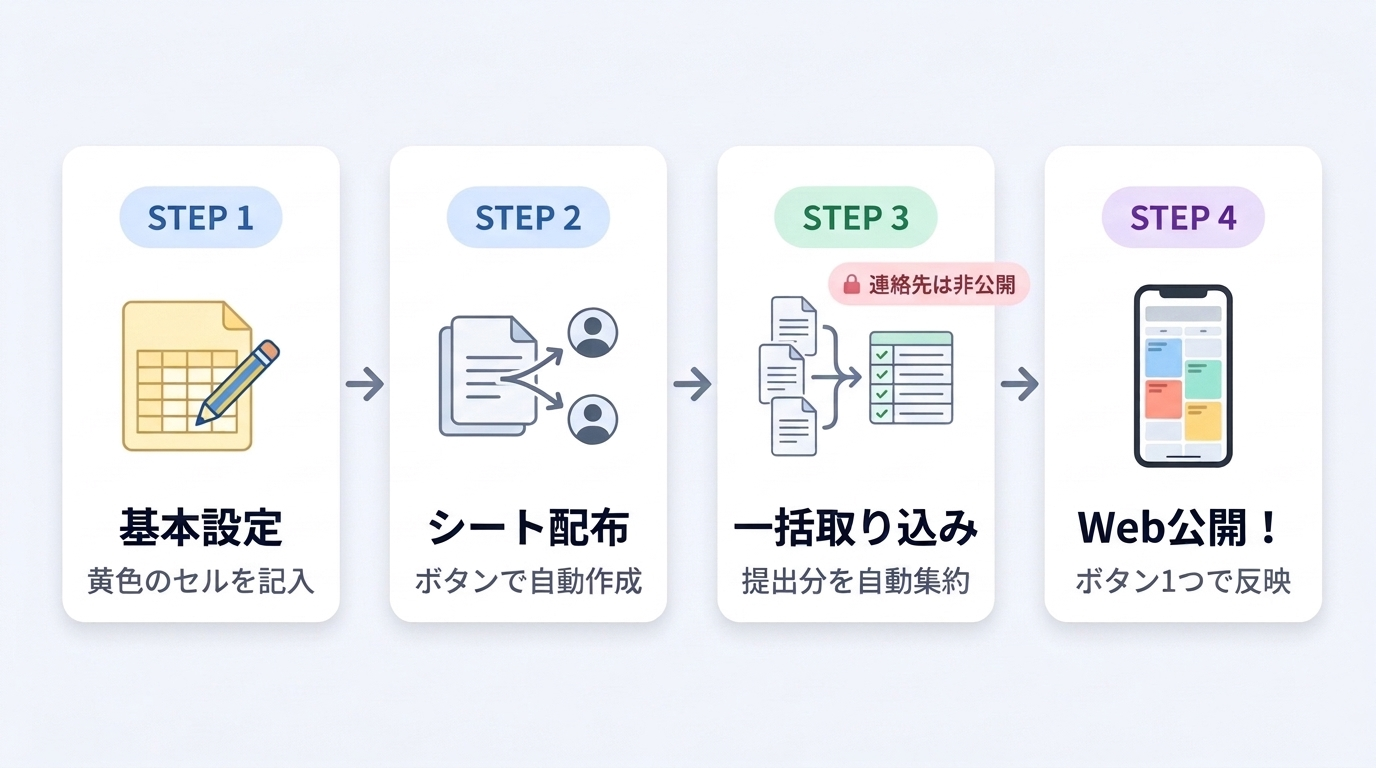 STEP 1
基本設定
黄色のセルを記入
STEP 2
シート配布
ボタンで自動作成
STEP 3
連絡先は非公開
一括取り込み
提出分を自動集約
STEP 4
Web公開！
ボタン1つで反映